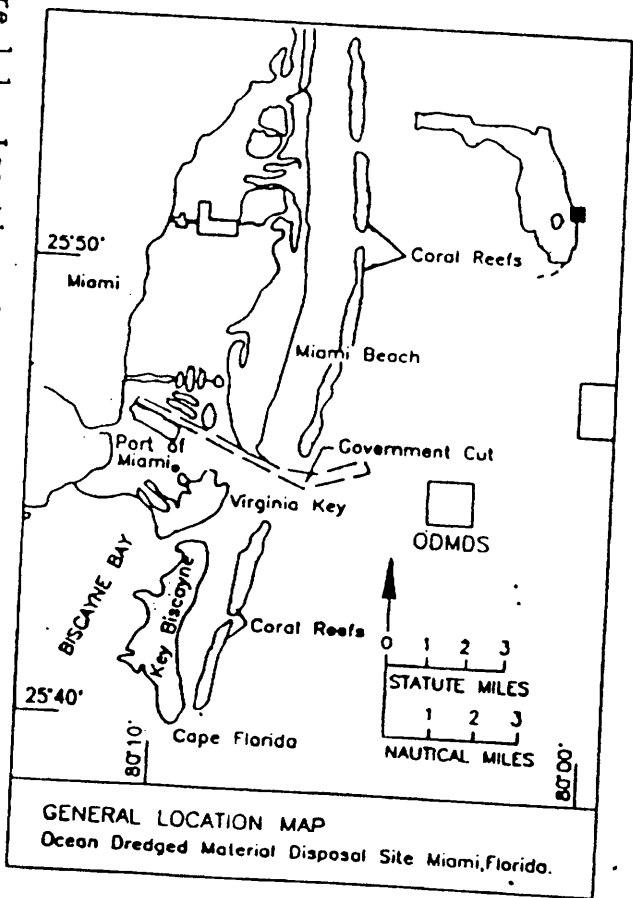 Coral Reefs
25°50'
Miami
Miami Beach
Port of
Miami
Government Cut
Virginia Key
ODMDS
BISCAYNE BAY
Key Biscayne
Coral Reefs
0 1 2 3
STATUTE MILES
1 2 3
NAUTICAL MILES
25°40'
Cape Florida
80°10'
80°00'
GENERAL LOCATION MAP
Ocean Dredged Material Disposal Site Miami,Florida.